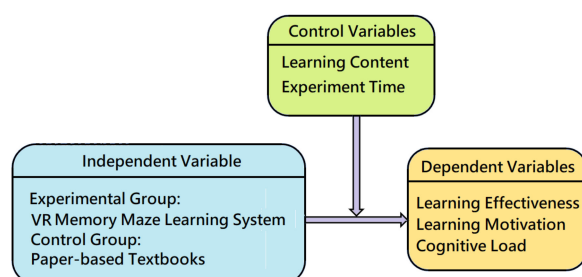 Control Variables
Learning Content
Experiment Time
Independent Variable
Experimental Group:
VR Memory Maze Learning System
Control Group:
Paper-based Textbooks
Dependent Variables
Learning Effectiveness
Learning Motivation
Cognitive Load